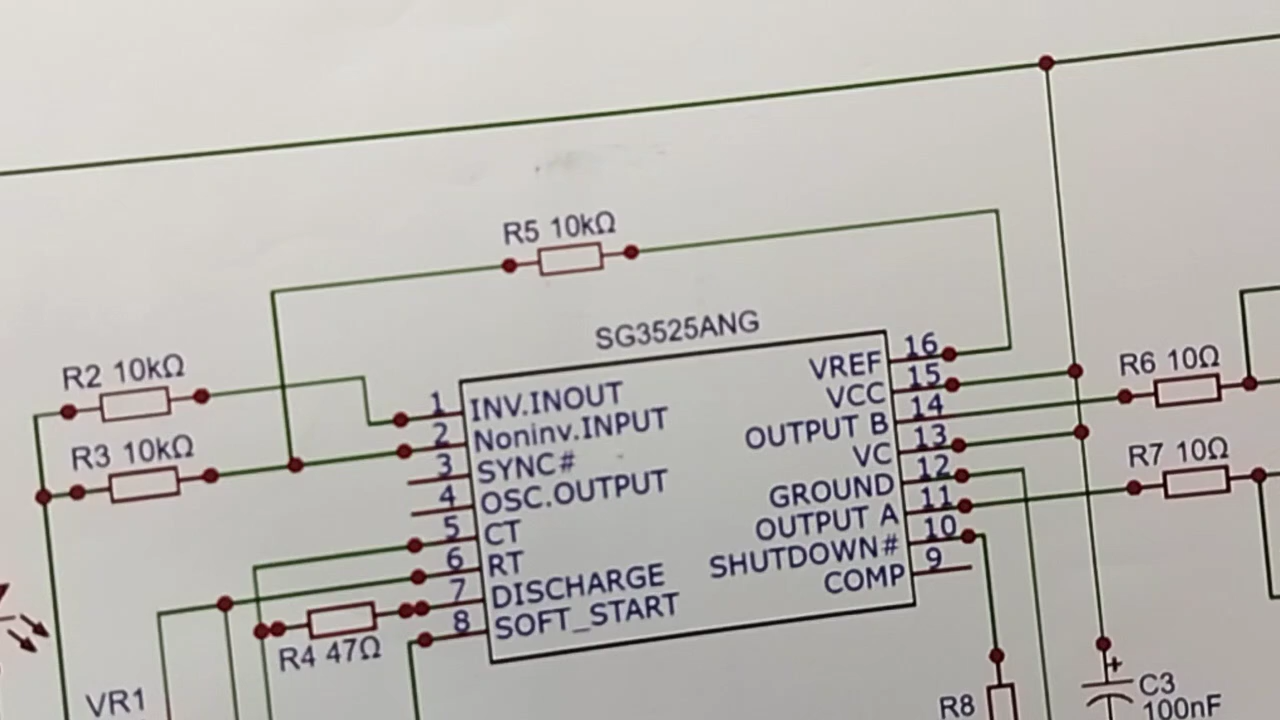 R5 10kΩ
SG3525ANG
R2 10kΩ
R3 10kΩ
1 INV.INOUT
2 Noninv.INPUT
3 SYNC#
4 OSC.OUTPUT
5 CT
6 RT
7 DISCHARGE
8 SOFT_START
VREF 16
VCC 15
OUTPUT B 14
VC 13
GROUND 12
OUTPUT A 11
SHUTDOWN# 10
COMP 9
R6 10Ω
R7 10Ω
R4 47Ω
VR1
R8
+
C3
100nF